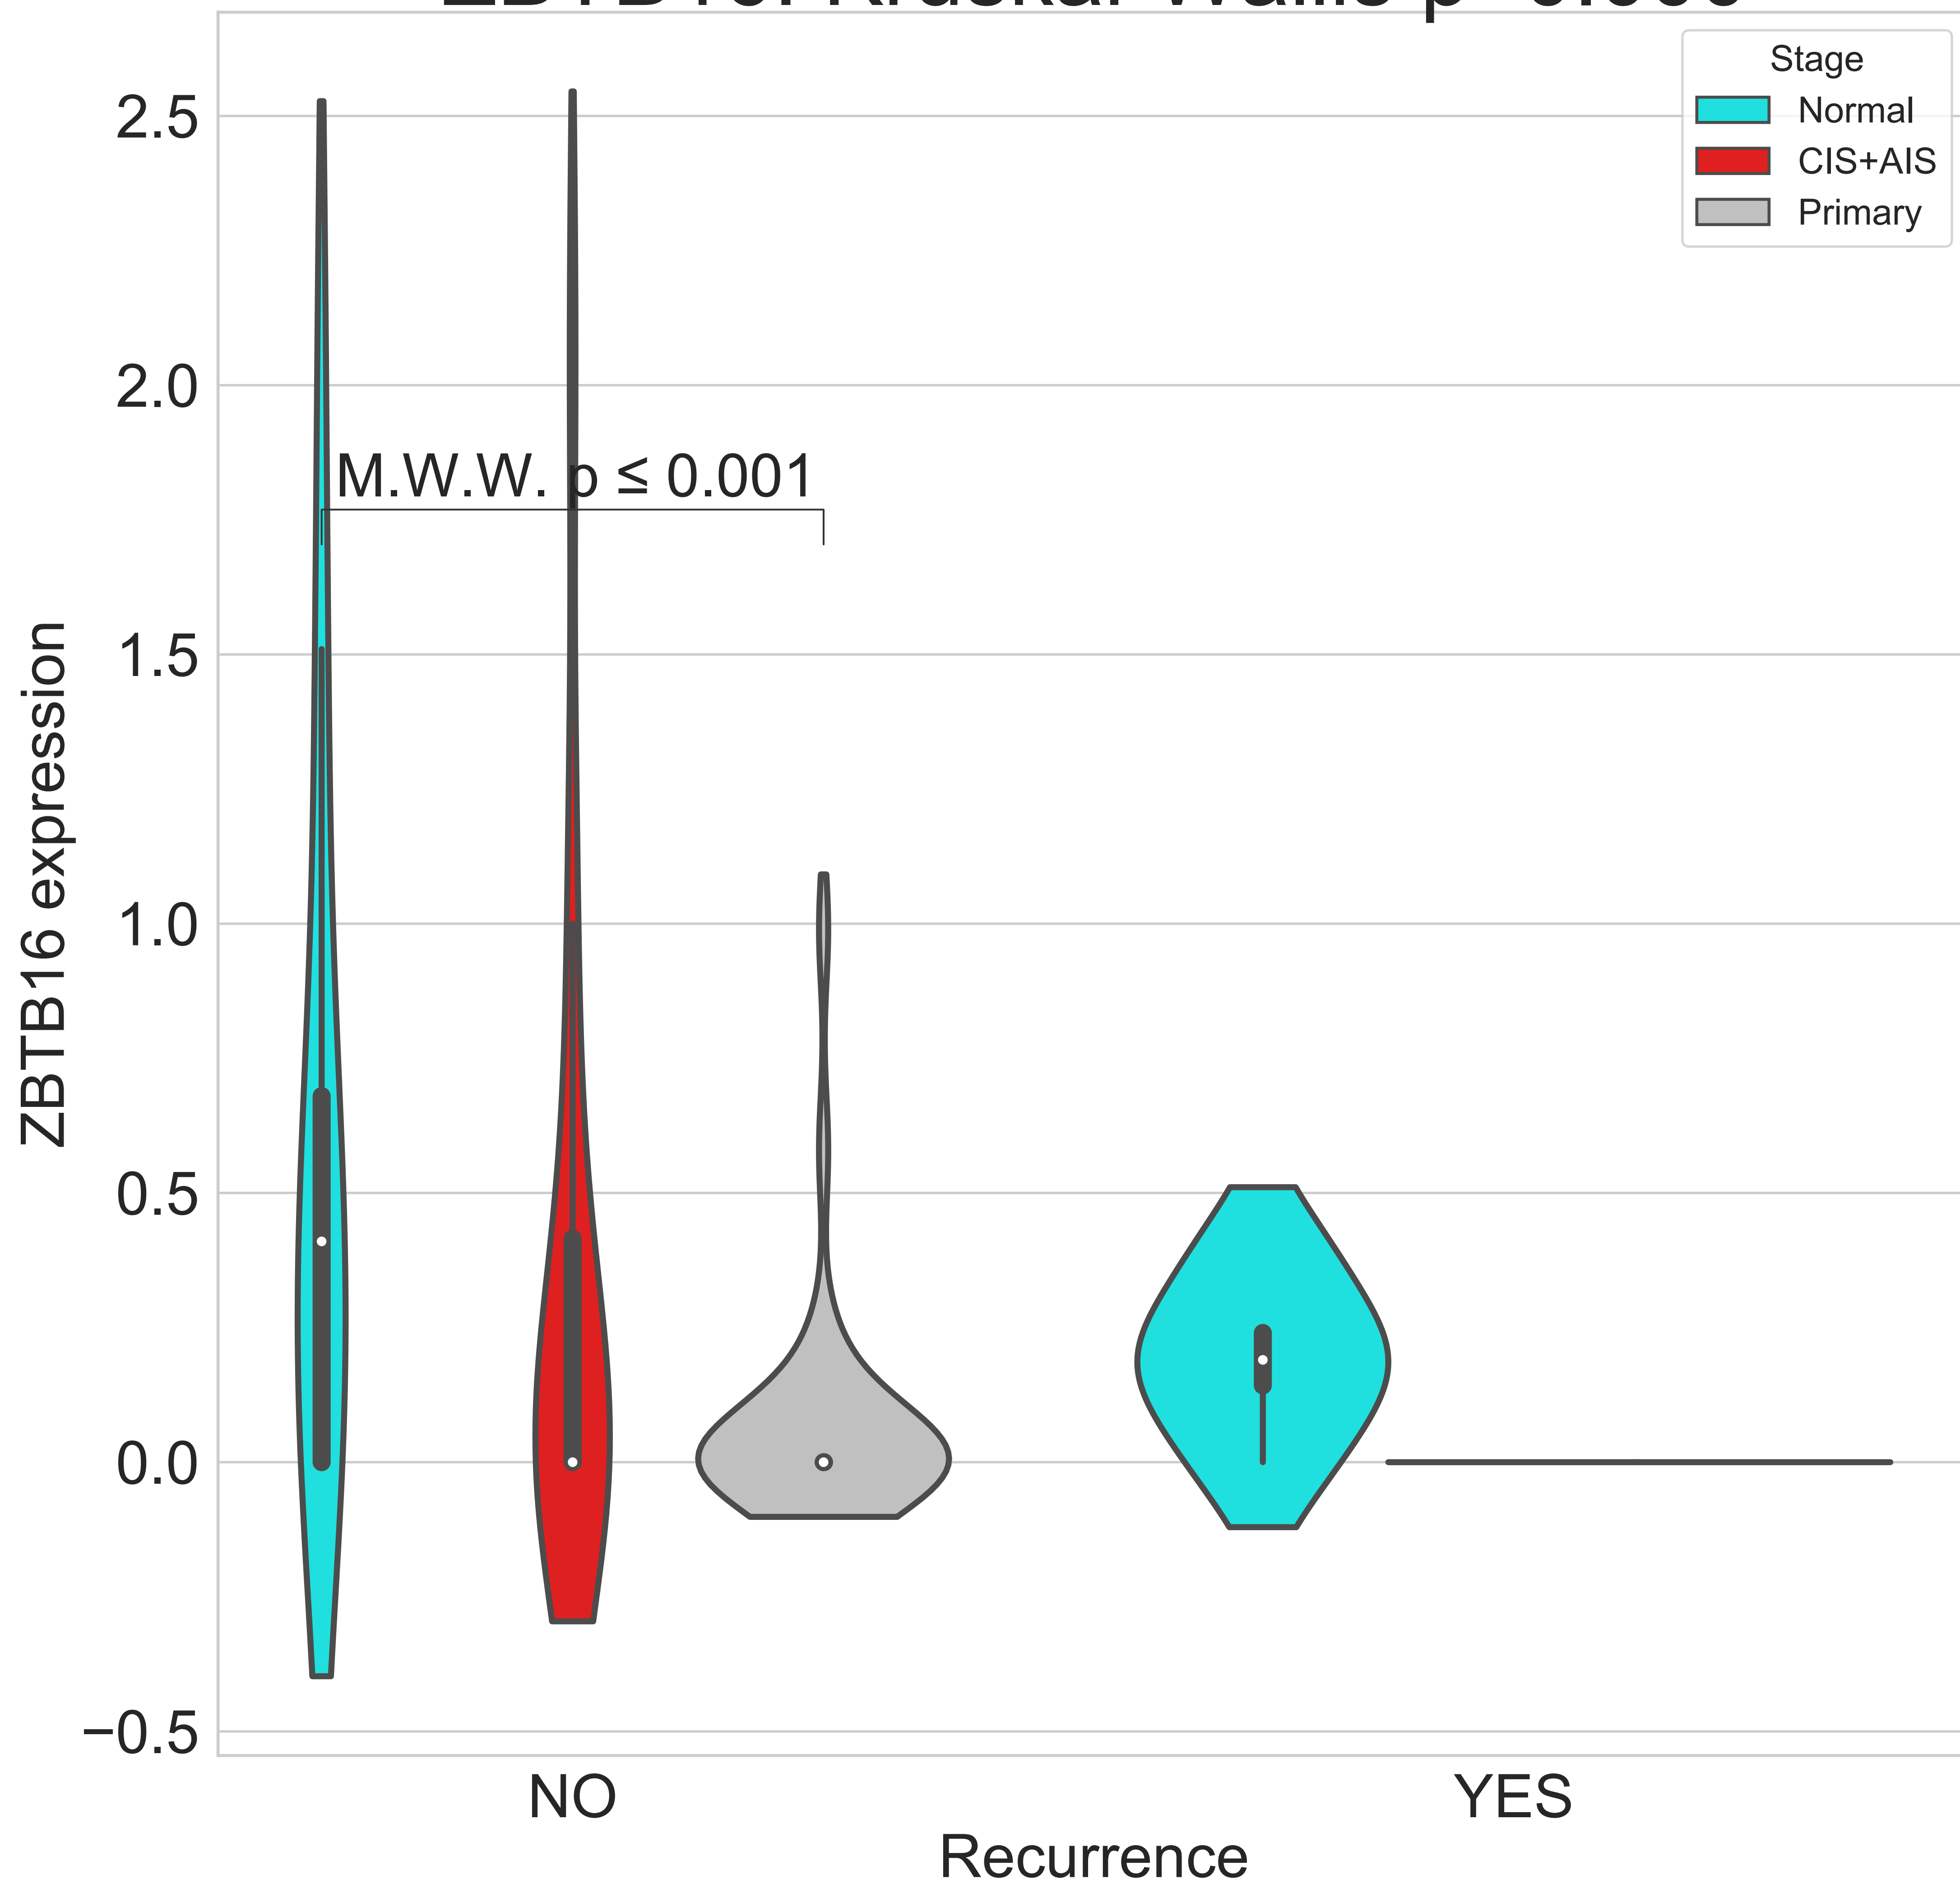 Stage
Normal
CIS+AIS
Primary
2.5
2.0
1.5
1.0
0.5
0.0
−0.5
M.W.W. p ≤ 0.001
ZBTB16 expression
NO
YES
Recurrence